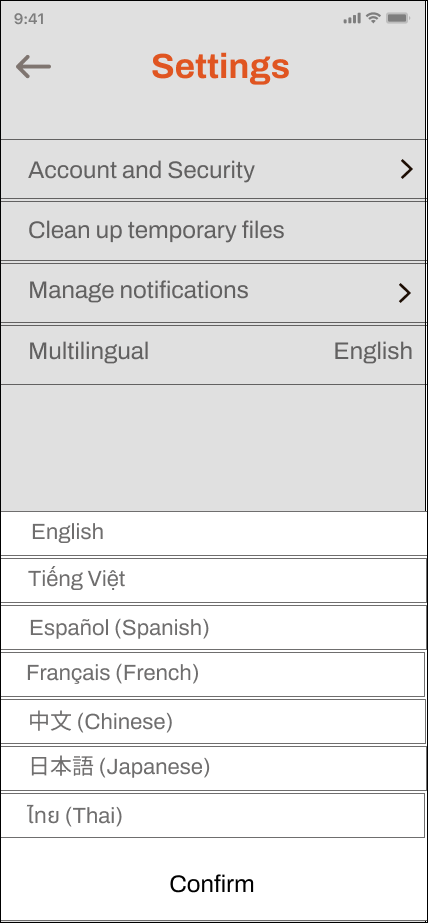 9:41
Settings
Account and Security
Clean up temporary files
Manage notifications
Multilingual English
English
Tiếng Việt
Español (Spanish)
Français (French)
中文 (Chinese)
日本語 (Japanese)
ไทย (Thai)
Confirm